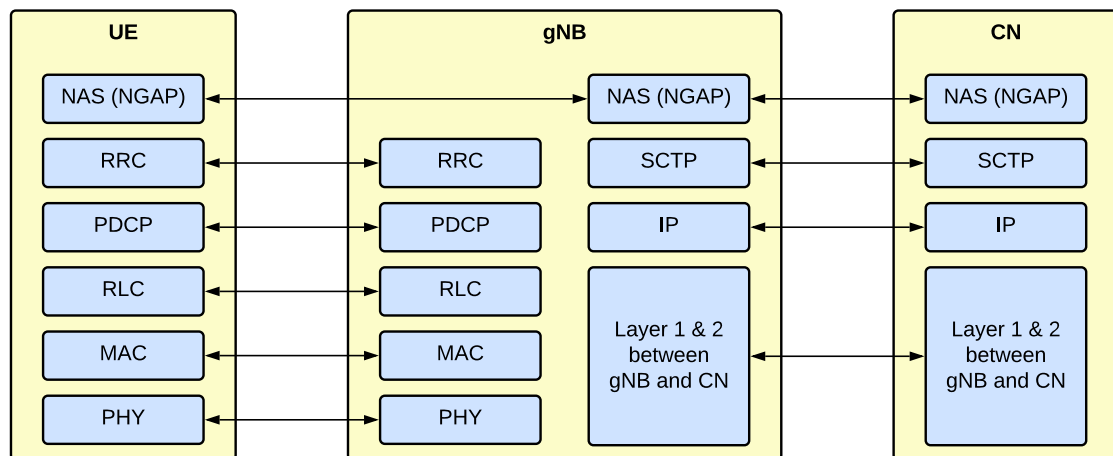 UE
NAS (NGAP)
RRC
PDCP
RLC
MAC
PHY
gNB
RRC
PDCP
RLC
MAC
PHY
NAS (NGAP)
SCTP
IP
Layer 1 & 2
between
gNB and CN
CN
NAS (NGAP)
SCTP
IP
Layer 1 & 2
between
gNB and CN